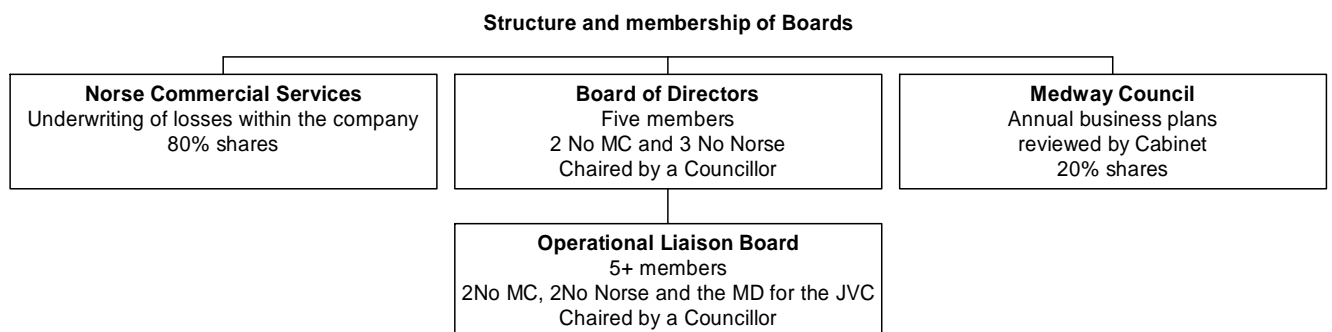 Structure and membership of Boards
Norse Commercial Services
Underwriting of losses within the company
80% shares
Board of Directors
Five members
2 No MC and 3 No Norse
Chaired by a Councillor
Medway Council
Annual business plans
reviewed by Cabinet
20% shares
Operational Liaison Board
5+ members
2No MC, 2No Norse and the MD for the JVC
Chaired by a Councillor